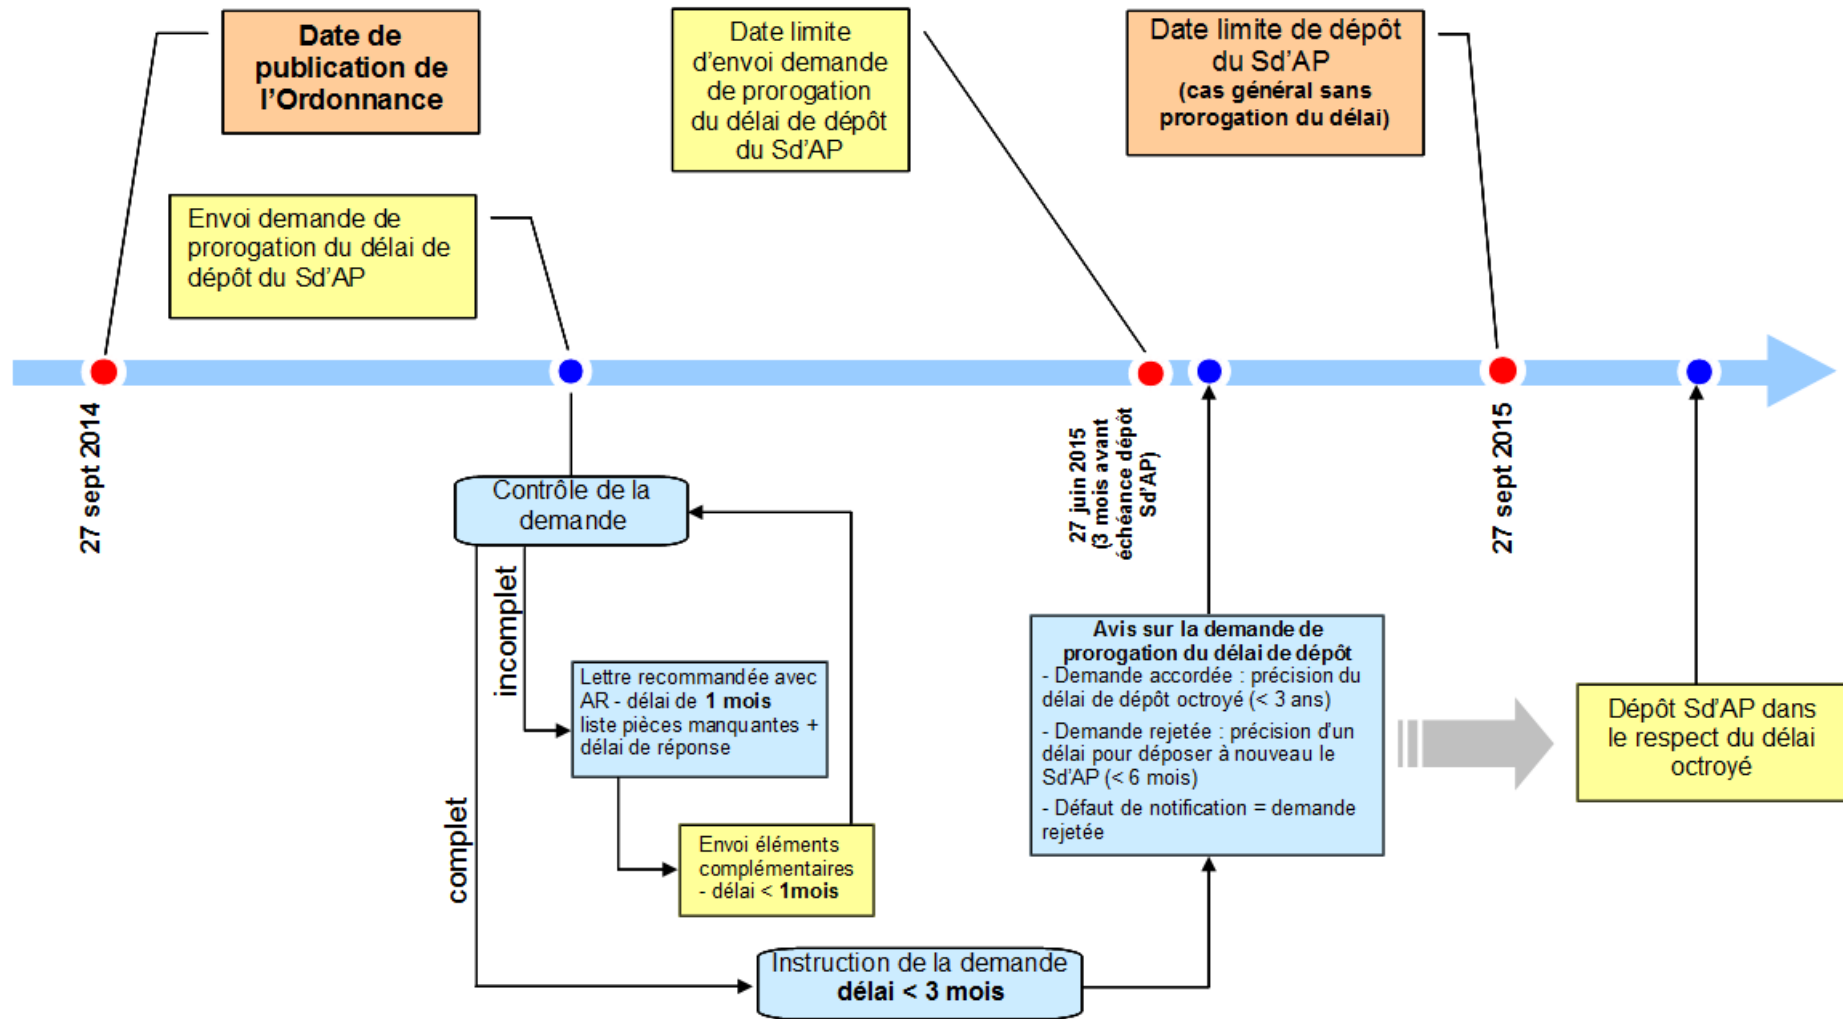 Date de
publication de
l'Ordonnance
Date limite
d'envoi demande
de prorogation
du délai de dépôt
du Sd'AP
Date limite de dépôt
du Sd'AP
(cas général sans
prorogation du délai)
Envoi demande de
prorogation du délai de
dépôt du Sd'AP
27 sept 2014
27 juin 2015
(3 mois avant
échéance dépôt
Sd'AP)
27 sept 2015
Contrôle de la
demande
incomplet
complet
Lettre recommandée avec
AR - délai de 1 mois
liste pièces manquantes +
délai de réponse
Envoi éléments
complémentaires
- délai < 1mois
Instruction de la demande
délai < 3 mois
Avis sur la demande de
prorogation du délai de dépôt
- Demande accordée : précision du
délai de dépôt octroyé (< 3 ans)
- Demande rejetée : précision d'un
délai pour déposer à nouveau le
Sd'AP (< 6 mois)
- Défaut de notification = demande
rejetée
Dépôt Sd'AP dans
le respect du délai
octroyé